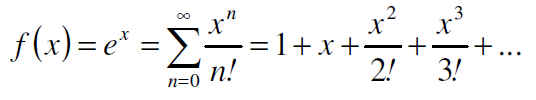 f(x) = e^x = \sum_{n=0}^{\infty} \frac{x^n}{n!} = 1 + x + \frac{x^2}{2!} + \frac{x^3}{3!} + ...